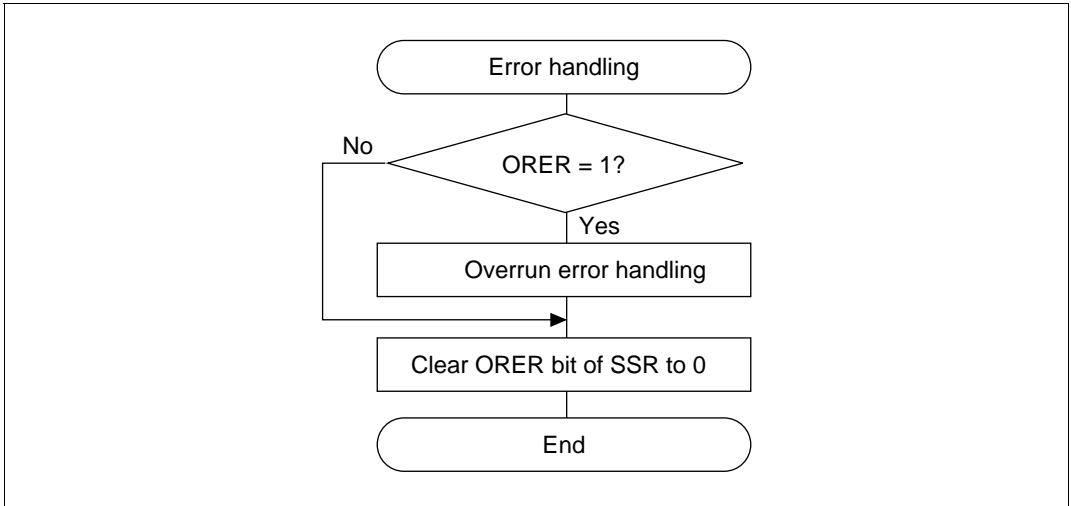 Error handling
No
ORER = 1?
Yes
Overrun error handling
Clear ORER bit of SSR to 0
End